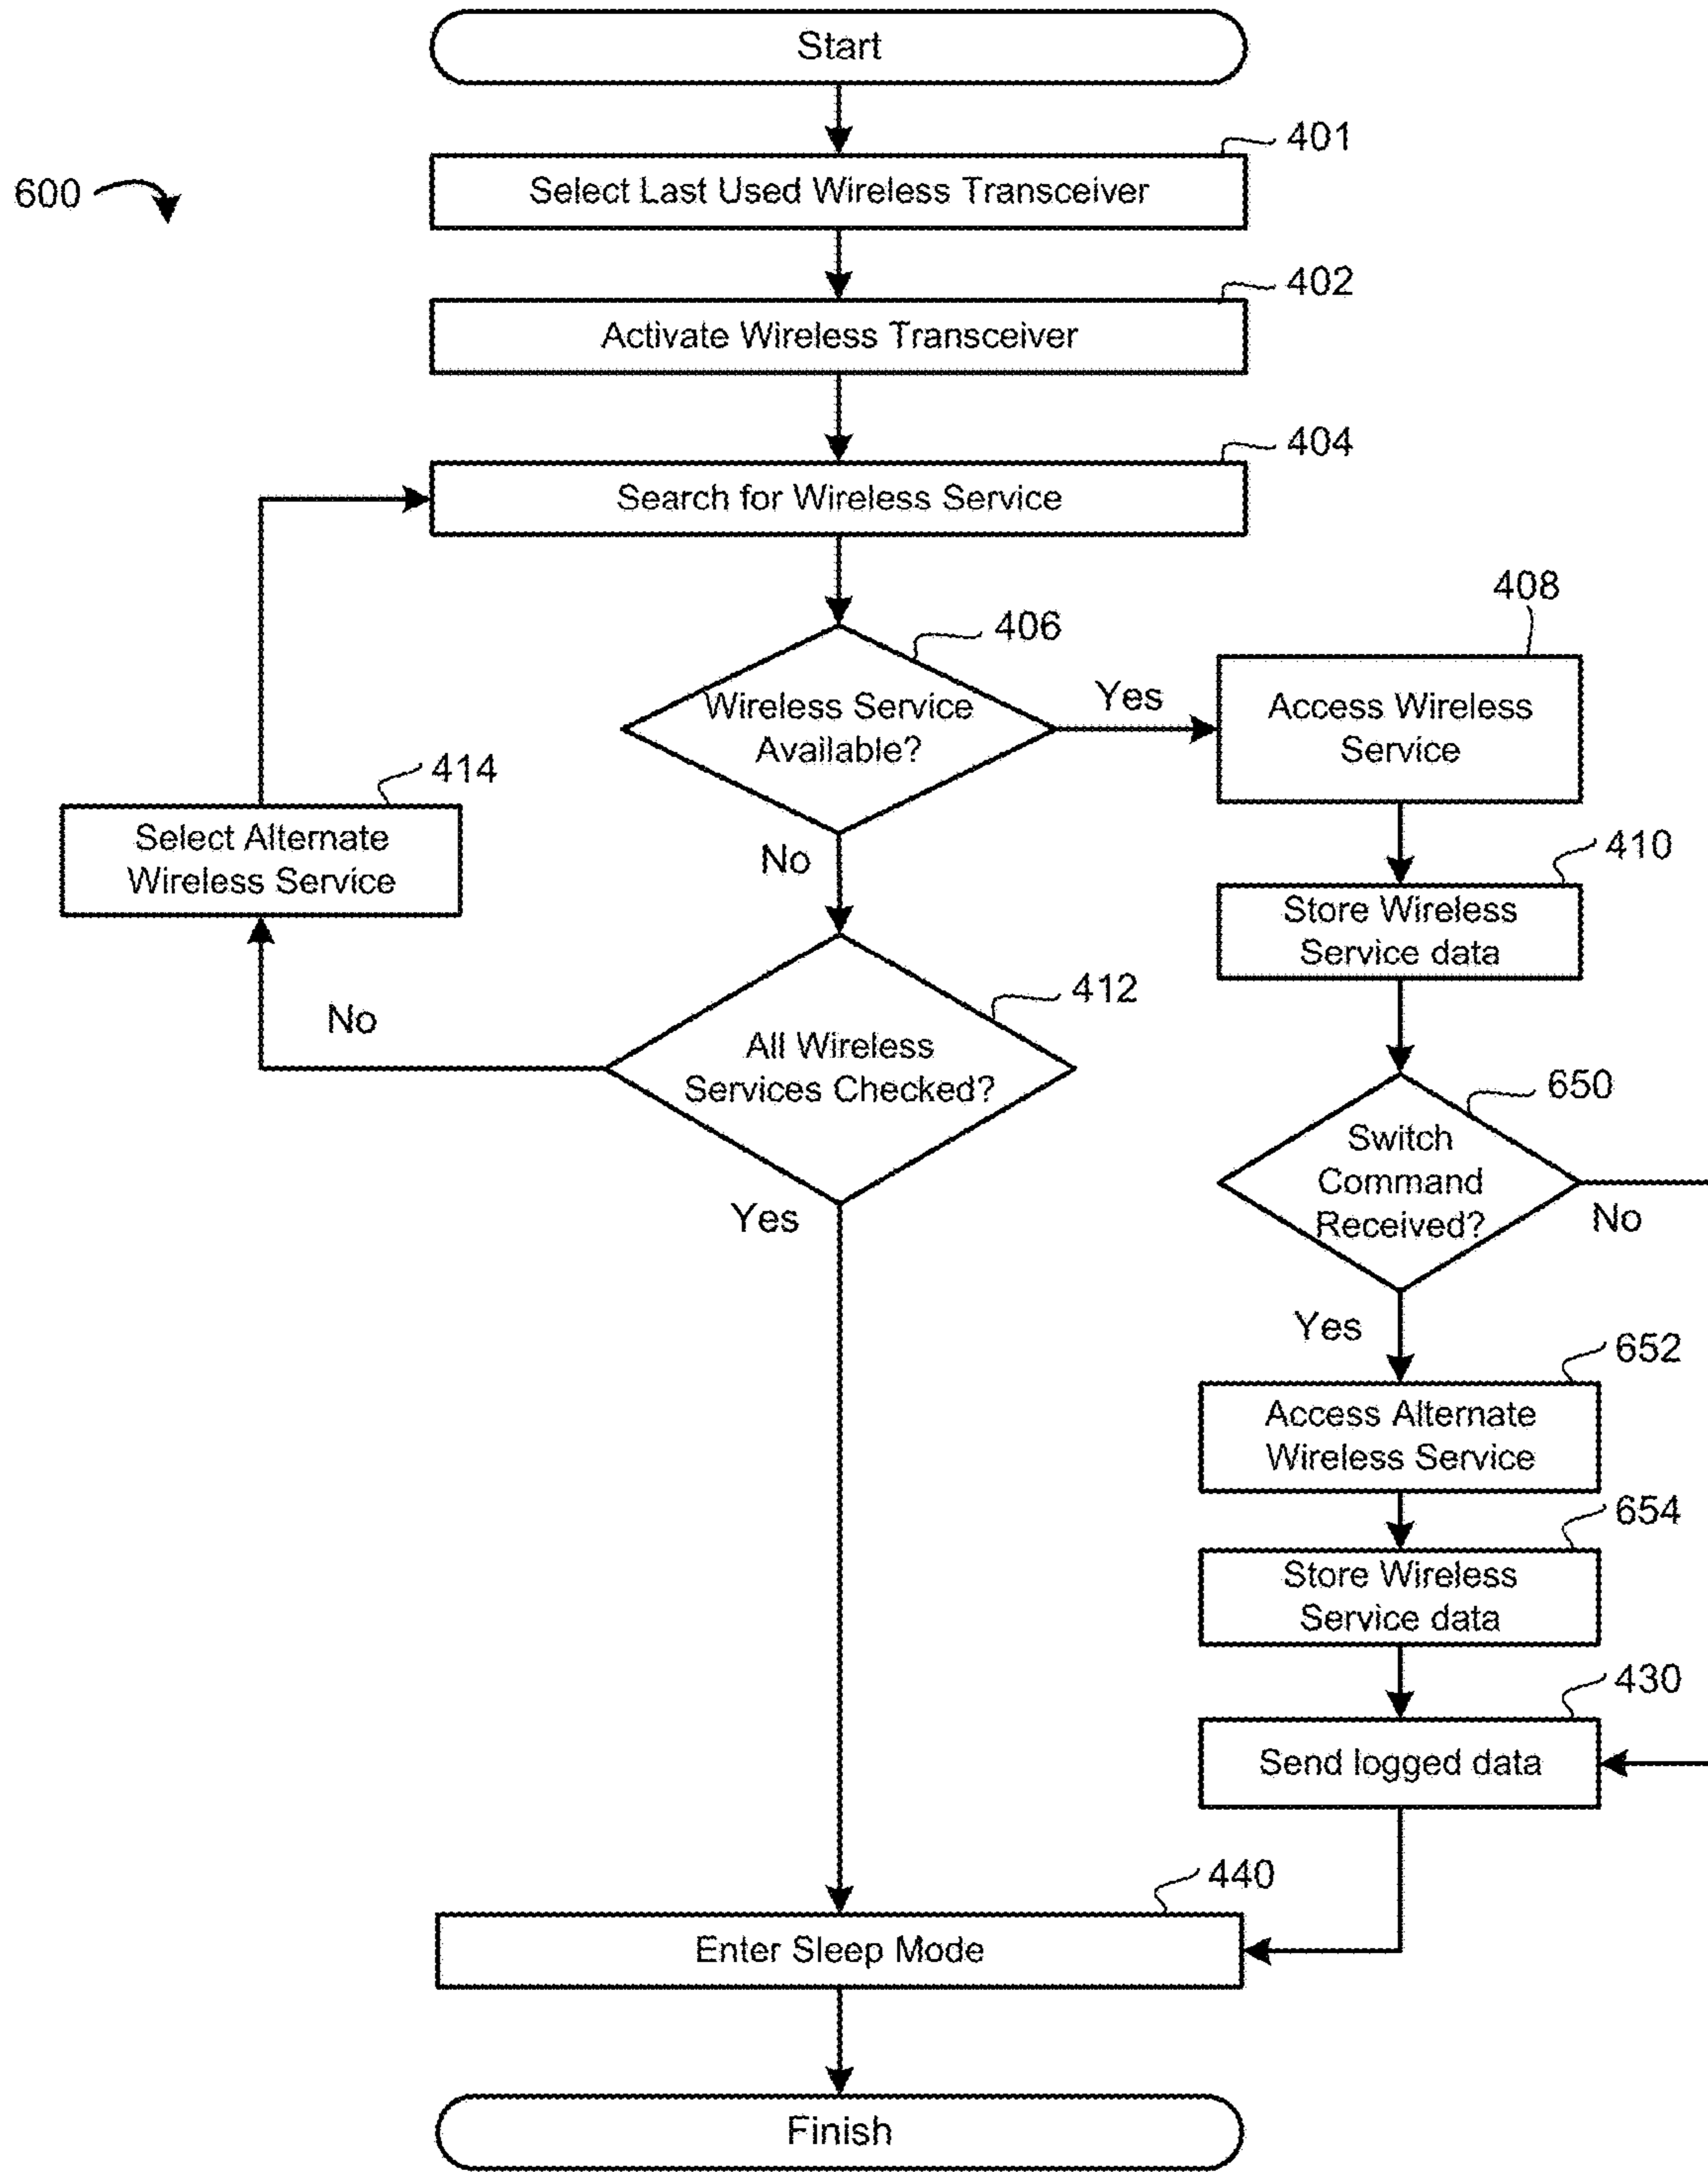 Start
401
600
Select Last Used Wireless Transceiver
402
Activate Wireless Transceiver
404
Search for Wireless Service
406
Wireless Service
Available?
Yes
408
Access Wireless
Service
414
Select Alternate
Wireless Service
No
410
Store Wireless
Service data
412
All Wireless
Services Checked?
No
Yes
650
Switch
Command
Received?
No
Yes
652
Access Alternate
Wireless Service
654
Store Wireless
Service data
430
Send logged data
440
Enter Sleep Mode
Finish